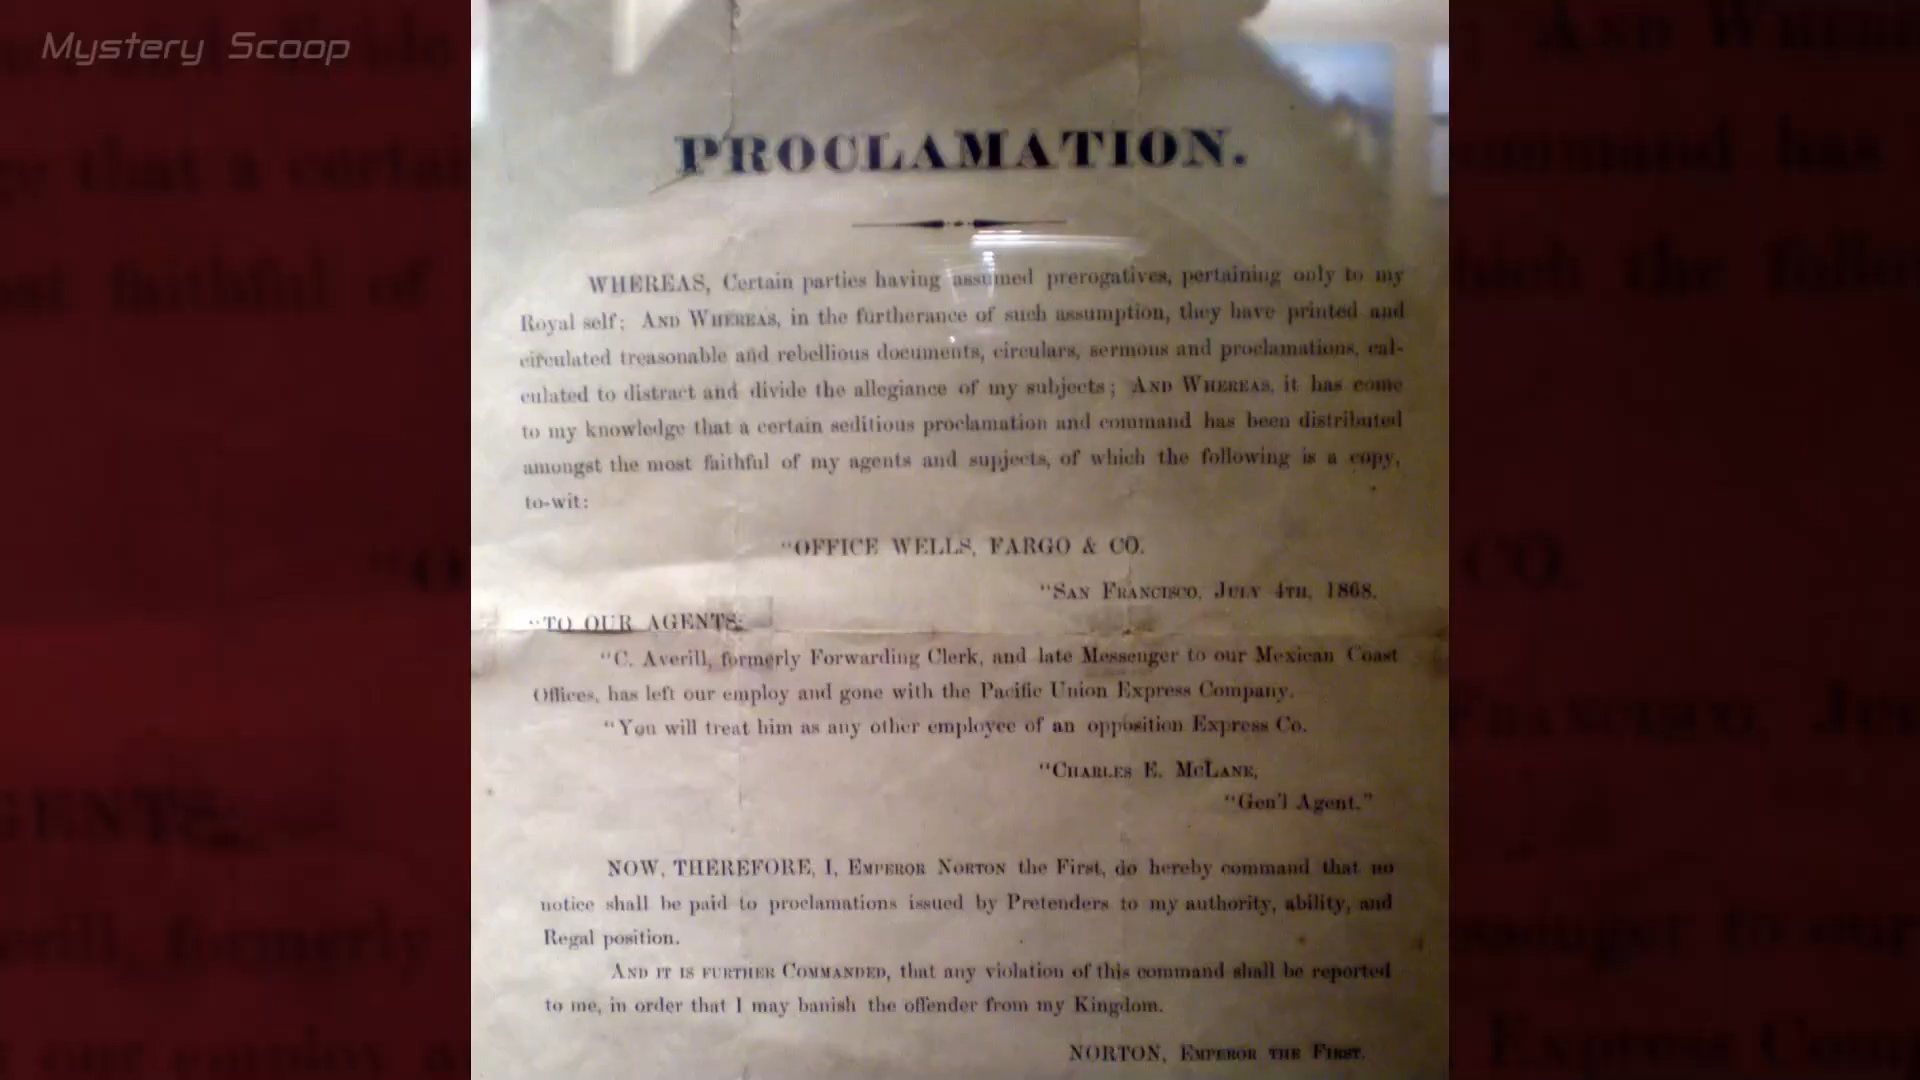 Mystery Scoop
PROCLAMATION.
WHEREAS, Certain parties having assumed prerogatives, pertaining only to my
Royal self; AND WHEREAS, in the furtherance of such assumption, they have printed and
circulated treasonable and rebellious documents, circulars, sermons and proclamations, cal-
culated to distract and divide the allegiance of my subjects; AND WHEREAS, it has come
to my knowledge that a certain seditious proclamation and command has been distributed
amongst the most faithful of my agents and supjects, of which the following is a copy,
to-wit:
"OFFICE WELLS, FARGO & CO.
"SAN FRANCISCO, JULY 4TH, 1868.
"TO OUR AGENTS:
"C. Averill, formerly Forwarding Clerk, and late Messenger to our Mexican Coast
Offices, has left our employ and gone with the Pacific Union Express Company.
"You will treat him as any other employee of an opposition Express Co.
"CHARLES E. McLANE,
"Gen'l Agent."
NOW, THEREFORE, I, EMPEROR NORTON the First, do hereby command that no
notice shall be paid to proclamations issued by Pretenders to my authority, ability, and
Regal position.
AND IT IS FURTHER COMMANDED, that any violation of this command shall be reported
to me, in order that I may banish the offender from my Kingdom.
NORTON, EMPEROR THE FIRST.